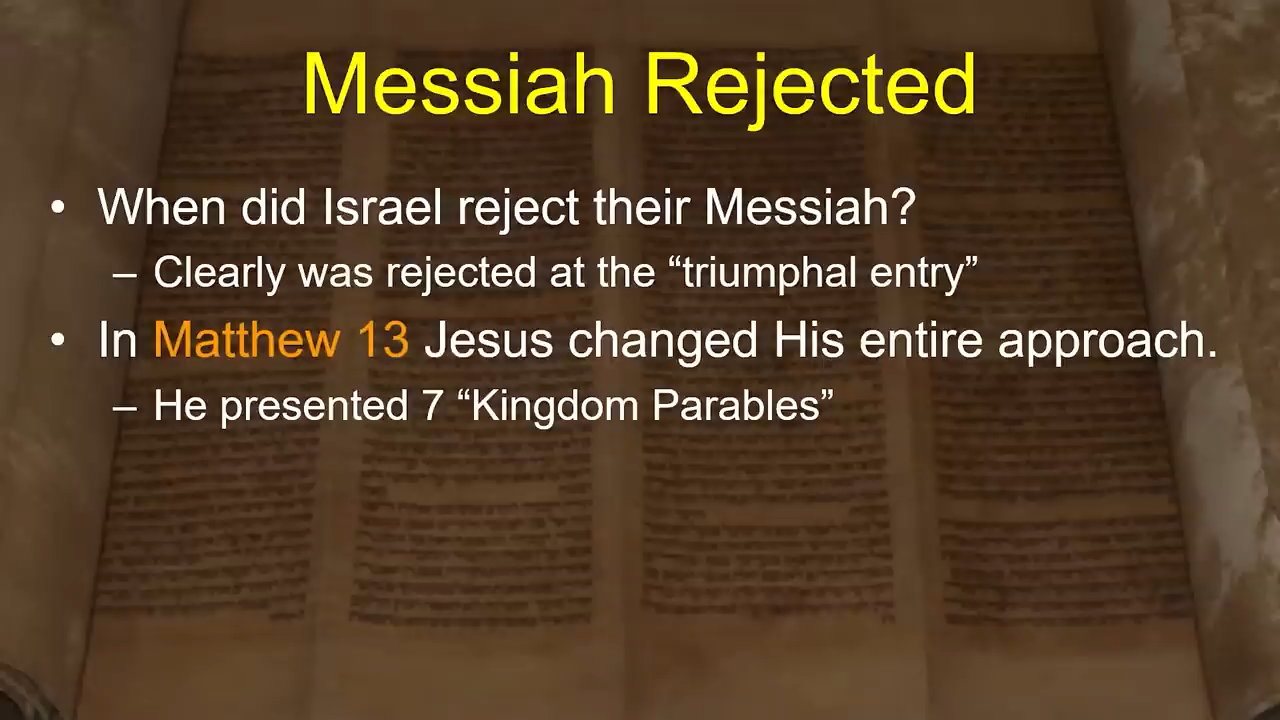 Messiah Rejected
• When did Israel reject their Messiah?
– Clearly was rejected at the “triumphal entry”
• In Matthew 13 Jesus changed His entire approach.
– He presented 7 “Kingdom Parables”